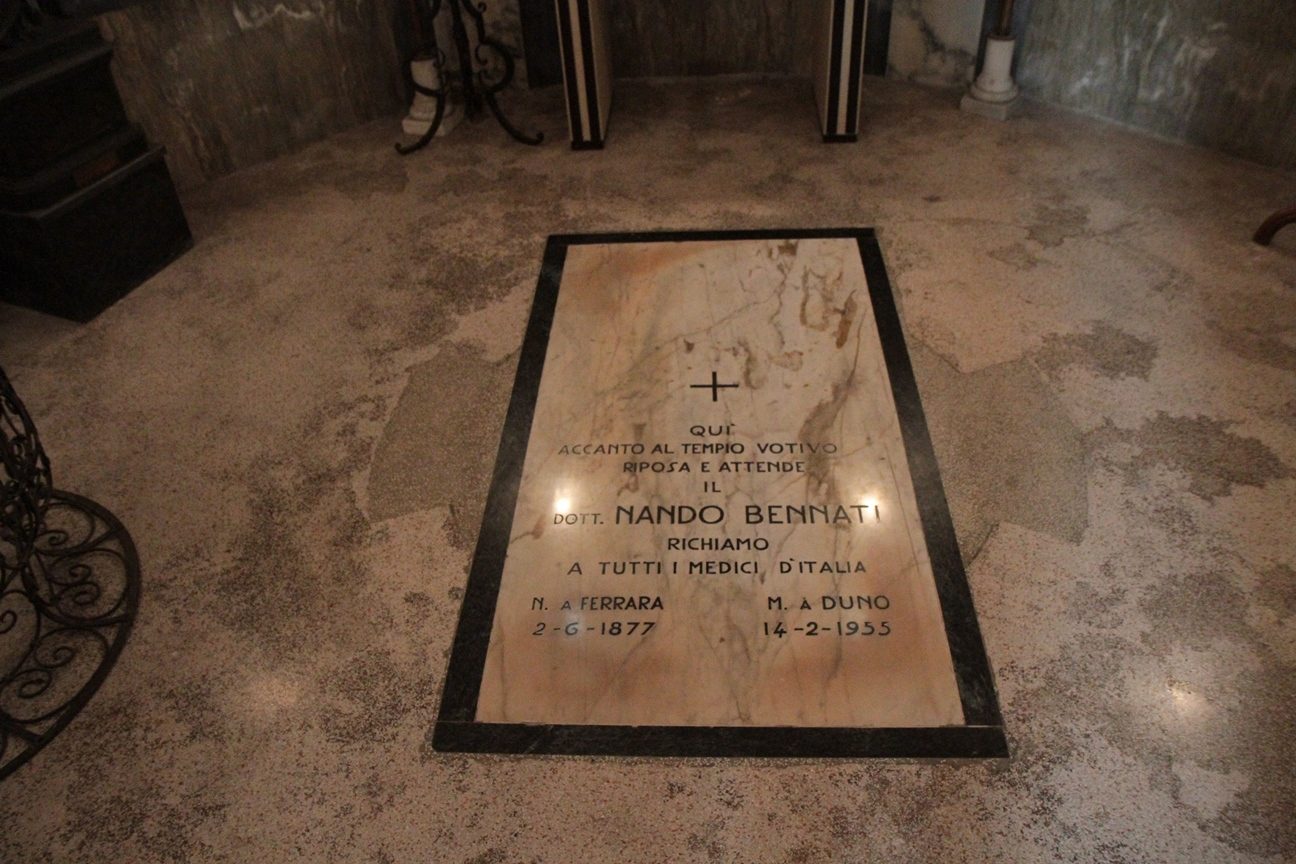 QUÌ
ACCANTO AL TEMPIO VOTIVO
RIPOSA E ATTENDE
IL
DOTT. NANDO BENNATI
RICHIAMO
A TUTTI I MEDICI D'ITALIA
N. A FERRARA M. À DUNO
2-6-1877 14-2-1955